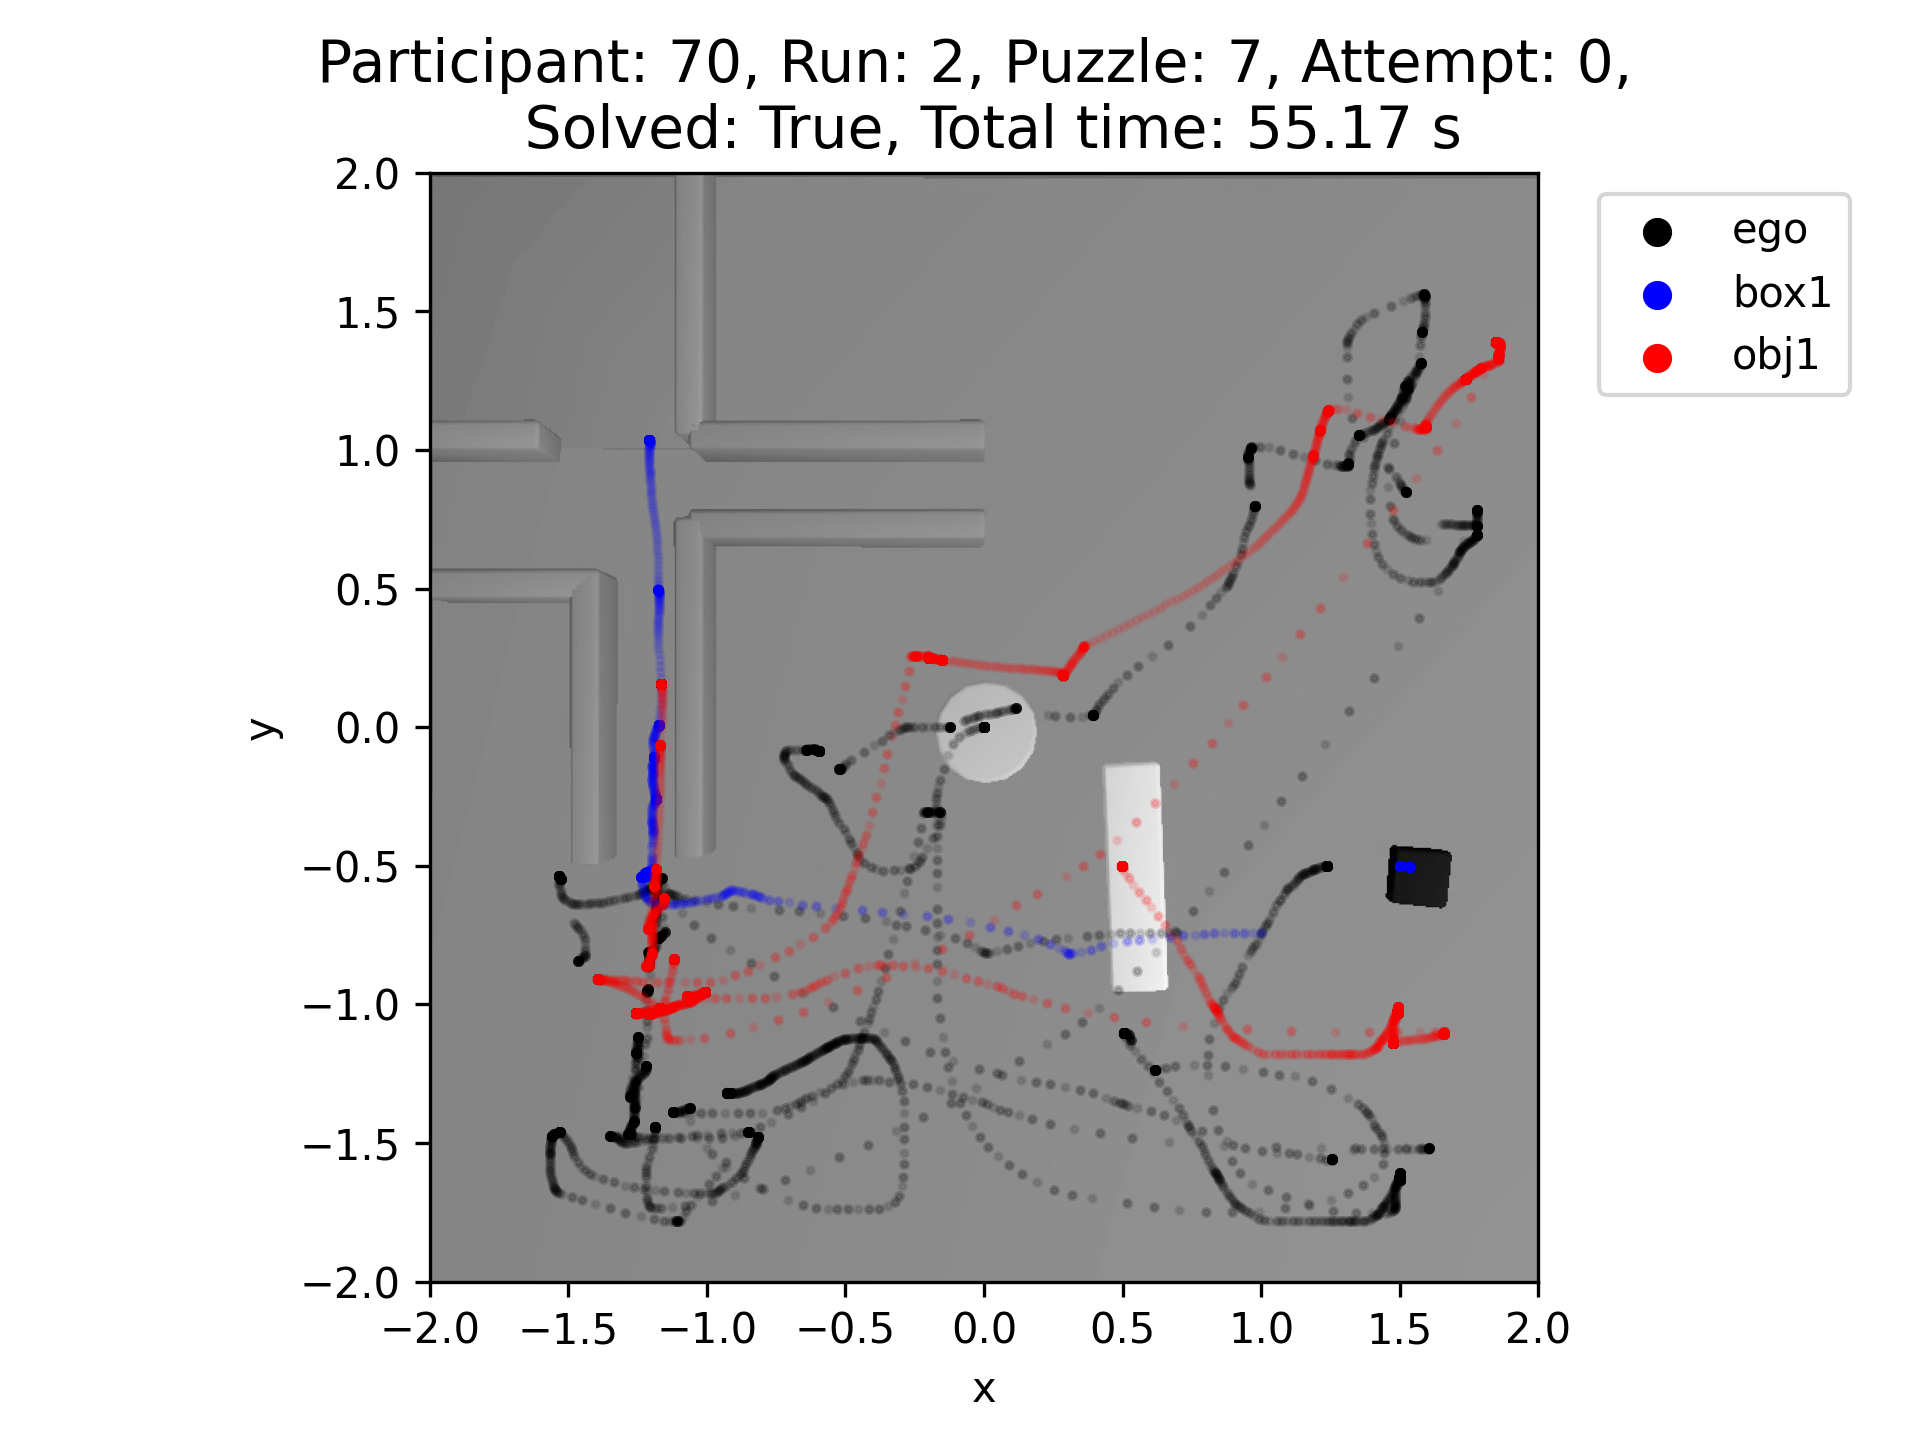 Participant: 70, Run: 2, Puzzle: 7, Attempt: 0,
Solved: True, Total time: 55.17 s
ego
box1
obj1
2.0
1.5
1.0
0.5
0.0
−0.5
−1.0
−1.5
−2.0
y
−2.0 −1.5 −1.0 −0.5 0.0 0.5 1.0 1.5 2.0
x